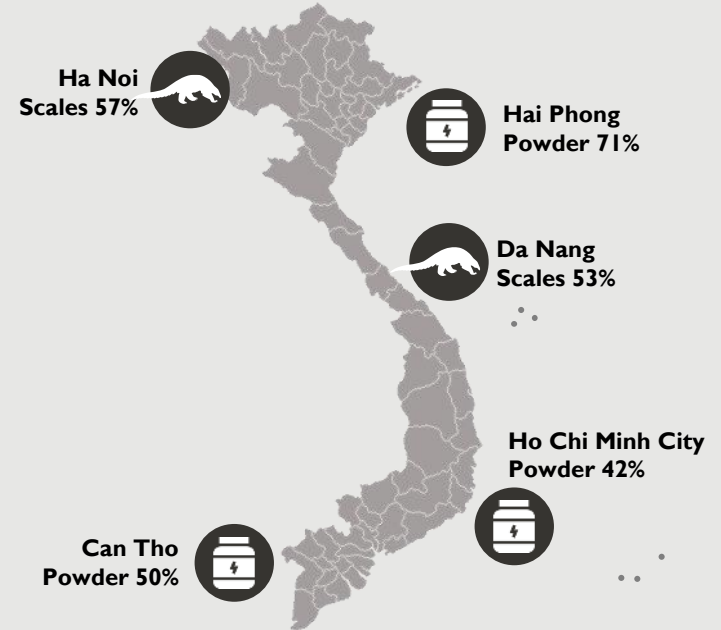 Ha Noi
Scales 57%
Hai Phong
Powder 71%
Da Nang
Scales 53%
Ho Chi Minh City
Powder 42%
Can Tho
Powder 50%